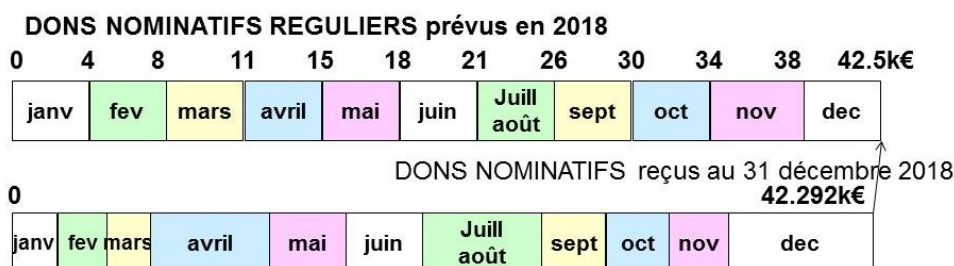 DONS NOMINATIFS REGULIERS prévus en 2018
0 4 8 11 15 18 21 26 30 34 38 42.5k€
janv fev mars avril mai juin Juill août sept oct nov dec
DONS NOMINATIFS reçus au 31 décembre 2018
0 42.292k€
janv fev mars avril mai juin Juill août sept oct nov dec